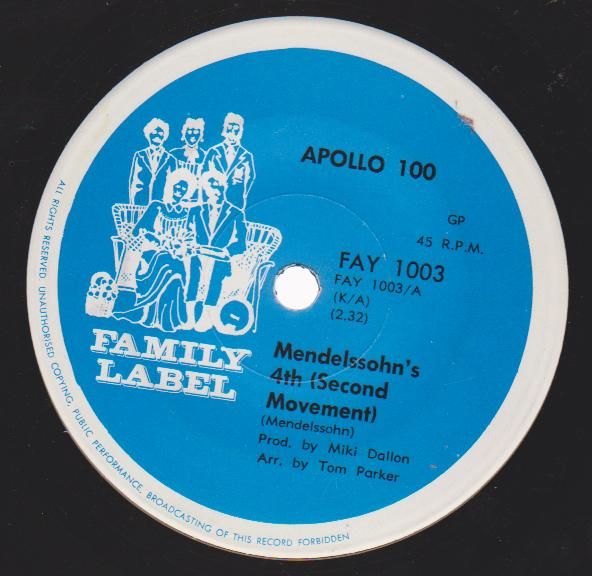 APOLLO 100
GP
45 R.P.M.
FAY 1003
FAY 1003/A
(K/A)
(2.32)
FAMILY
LABEL
Mendelssohn's
4th (Second
Movement)
(Mendelssohn)
Prod. by Miki Dallon
Arr. by Tom Parker
ALL RIGHTS RESERVED UNAUTHORISED COPYING, PUBLIC PERFORMANCE, BROADCASTING OF THIS RECORD FORBIDDEN